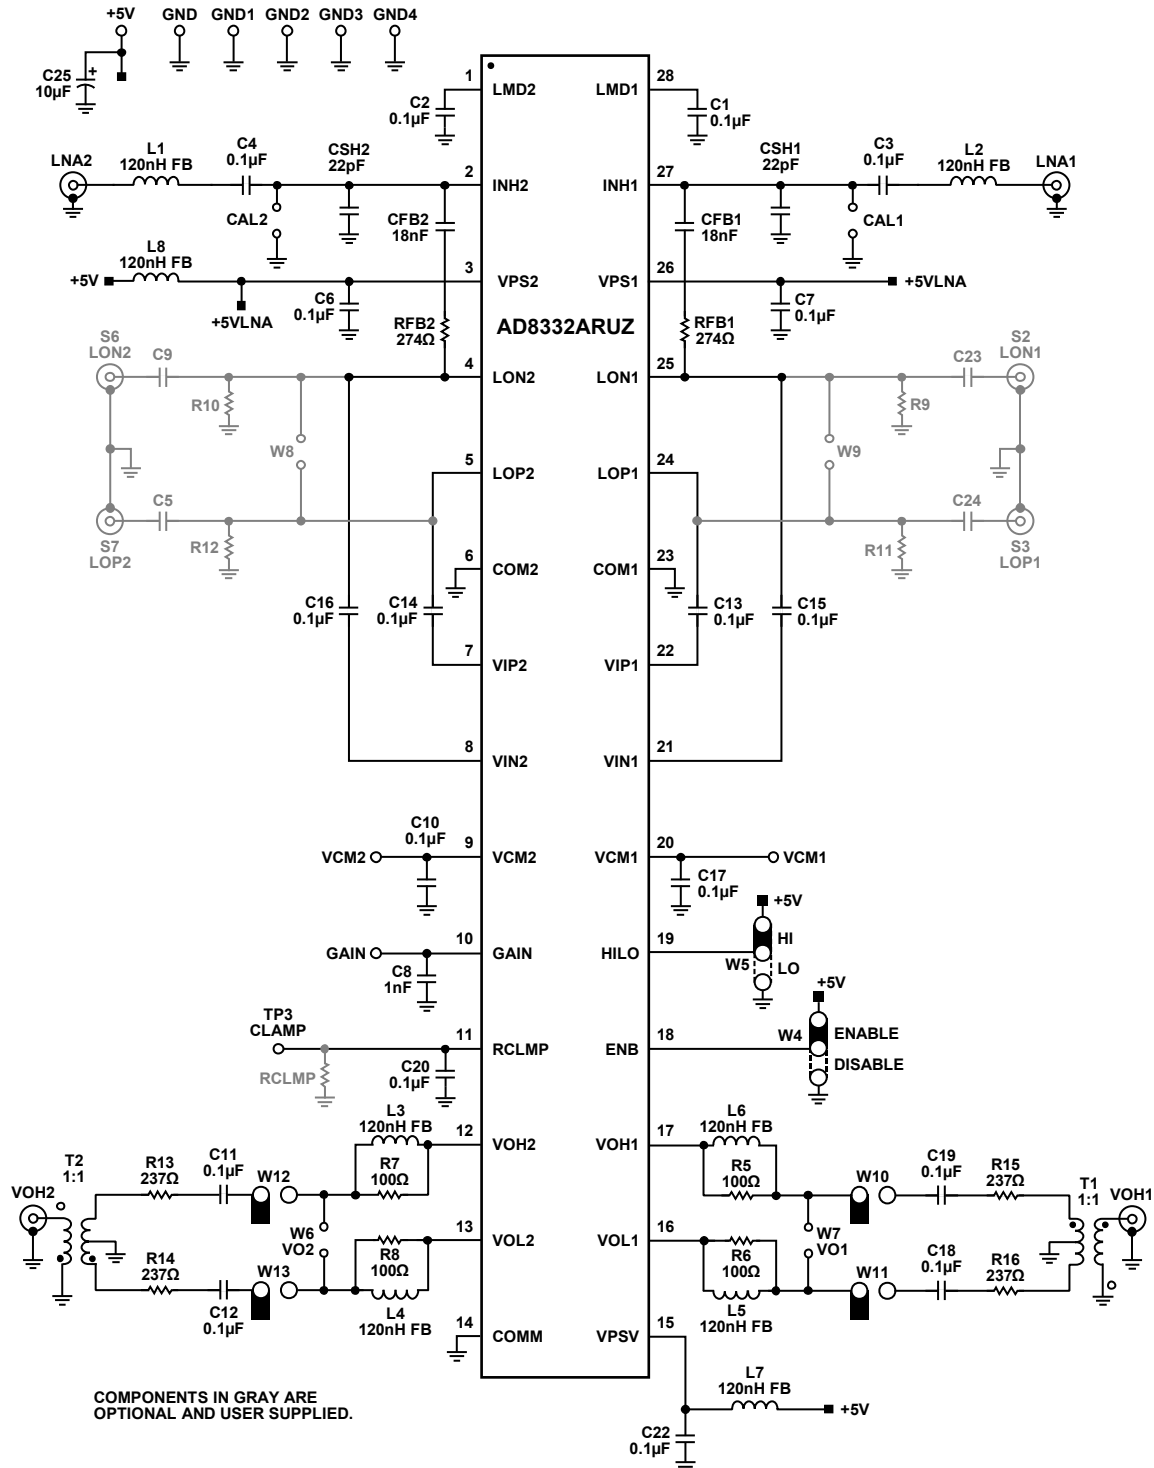 +5V
GND GND1 GND2 GND3 GND4
C25
10µF
+
1 LMD2
LMD1 28
C2
0.1µF
C1
0.1µF
LNA2
L1
120nH FB
C4
0.1µF
CSH2
22pF
2 INH2
INH1 27
CSH1
22pF
C3
0.1µF
L2
120nH FB
LNA1
CAL2
CFB2
18nF
CFB1
18nF
CAL1
L8
120nH FB
+5V
+5VLNA
C6
0.1µF
3 VPS2
VPS1 26
C7
0.1µF
+5VLNA
AD8332ARUZ
RFB2
274Ω
RFB1
274Ω
S6
LON2
C9
R10
W8
4 LON2
LON1 25
W9
R9
C23
S2
LON1
5 LOP2
LOP1 24
C5
R12
S7
LOP2
C24
R11
S3
LOP1
6 COM2
COM1 23
C16
0.1µF
C14
0.1µF
C13
0.1µF
C15
0.1µF
7 VIP2
VIP1 22
8 VIN2
VIN1 21
C10
0.1µF
VCM2
9 VCM2
VCM1 20
VCM1
C17
0.1µF
GAIN
10 GAIN
C8
1nF
HILO 19
+5V
HI
W5
LO
TP3
CLAMP
11 RCLMP
RCLMP
C20
0.1µF
ENB 18
+5V
W4
ENABLE
DISABLE
L3
120nH FB
12 VOH2
VOH1 17
L6
120nH FB
T2
1:1
VOH2
R13
237Ω
C11
0.1µF
W12
R7
100Ω
R5
100Ω
W10
C19
0.1µF
R15
237Ω
T1
1:1
VOH1
W6
VO2
13 VOL2
VOL1 16
W7
VO1
R14
237Ω
C12
0.1µF
W13
R8
100Ω
L4
120nH FB
R6
100Ω
L5
120nH FB
W11
C18
0.1µF
R16
237Ω
14 COMM
VPSV 15
L7
120nH FB
+5V
C22
0.1µF
COMPONENTS IN GRAY ARE
OPTIONAL AND USER SUPPLIED.